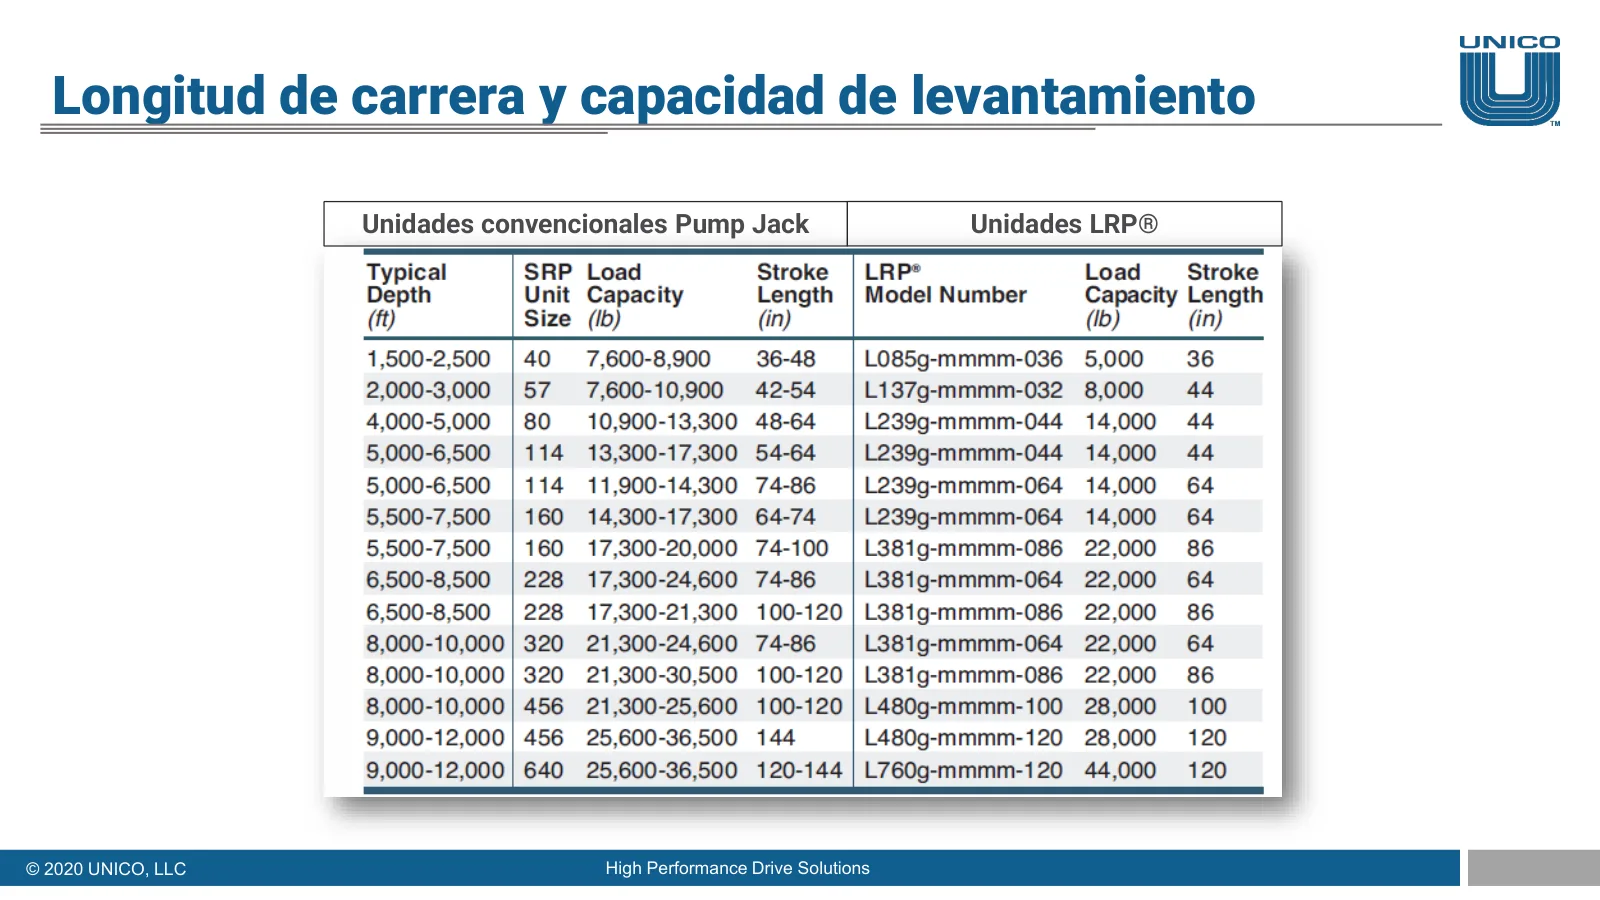 UNICO
TM
Longitud de carrera y capacidad de levantamiento
Unidades convencionales Pump Jack Unidades LRP®
Typical SRP Load Stroke LRP® Load Stroke
Depth Unit Capacity Length Model Number Capacity Length
(ft) Size (lb) (in) (lb) (in)
1,500-2,500 40 7,600-8,900 36-48 L085g-mmmm-036 5,000 36
2,000-3,000 57 7,600-10,900 42-54 L137g-mmmm-032 8,000 44
4,000-5,000 80 10,900-13,300 48-64 L239g-mmmm-044 14,000 44
5,000-6,500 114 13,300-17,300 54-64 L239g-mmmm-044 14,000 44
5,000-6,500 114 11,900-14,300 74-86 L239g-mmmm-064 14,000 64
5,500-7,500 160 14,300-17,300 64-74 L239g-mmmm-064 14,000 64
5,500-7,500 160 17,300-20,000 74-100 L381g-mmmm-086 22,000 86
6,500-8,500 228 17,300-24,600 74-86 L381g-mmmm-064 22,000 64
6,500-8,500 228 17,300-21,300 100-120 L381g-mmmm-086 22,000 86
8,000-10,000 320 21,300-24,600 74-86 L381g-mmmm-064 22,000 64
8,000-10,000 320 21,300-30,500 100-120 L381g-mmmm-086 22,000 86
8,000-10,000 456 21,300-25,600 100-120 L480g-mmmm-100 28,000 100
9,000-12,000 456 25,600-36,500 144 L480g-mmmm-120 28,000 120
9,000-12,000 640 25,600-36,500 120-144 L760g-mmmm-120 44,000 120
© 2020 UNICO, LLC High Performance Drive Solutions